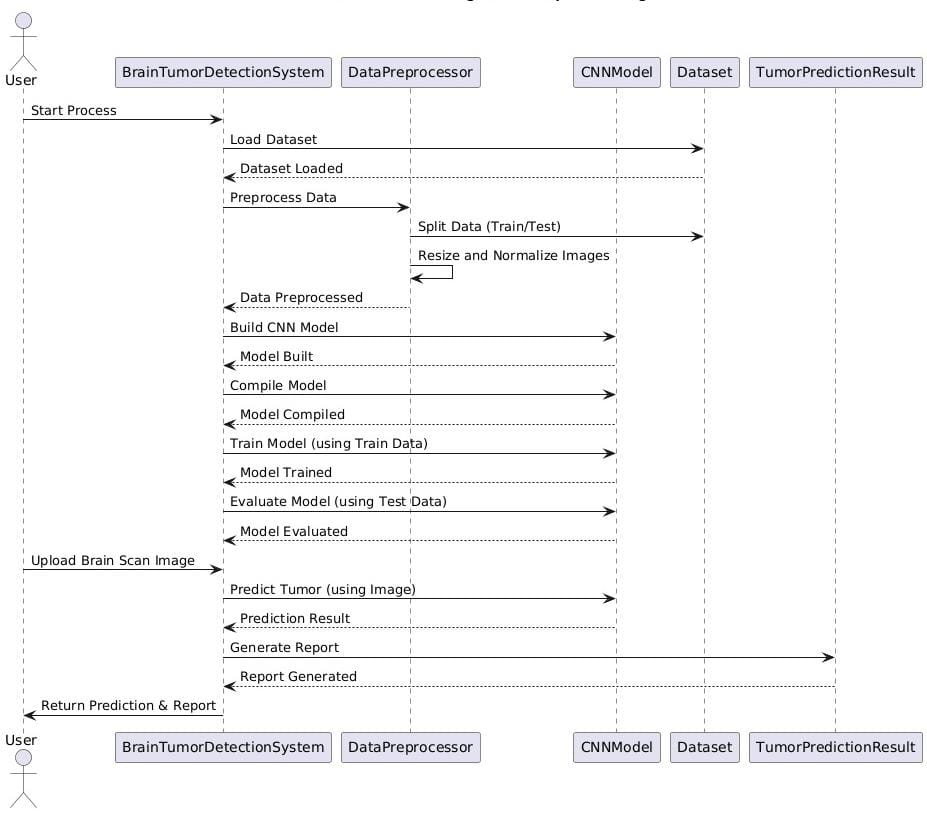 User
BrainTumorDetectionSystem
DataPreprocessor
CNNModel
Dataset
TumorPredictionResult
Start Process
Load Dataset
Dataset Loaded
Preprocess Data
Split Data (Train/Test)
Resize and Normalize Images
Data Preprocessed
Build CNN Model
Model Built
Compile Model
Model Compiled
Train Model (using Train Data)
Model Trained
Evaluate Model (using Test Data)
Model Evaluated
Upload Brain Scan Image
Predict Tumor (using Image)
Prediction Result
Generate Report
Report Generated
Return Prediction & Report
User
BrainTumorDetectionSystem
DataPreprocessor
CNNModel
Dataset
TumorPredictionResult